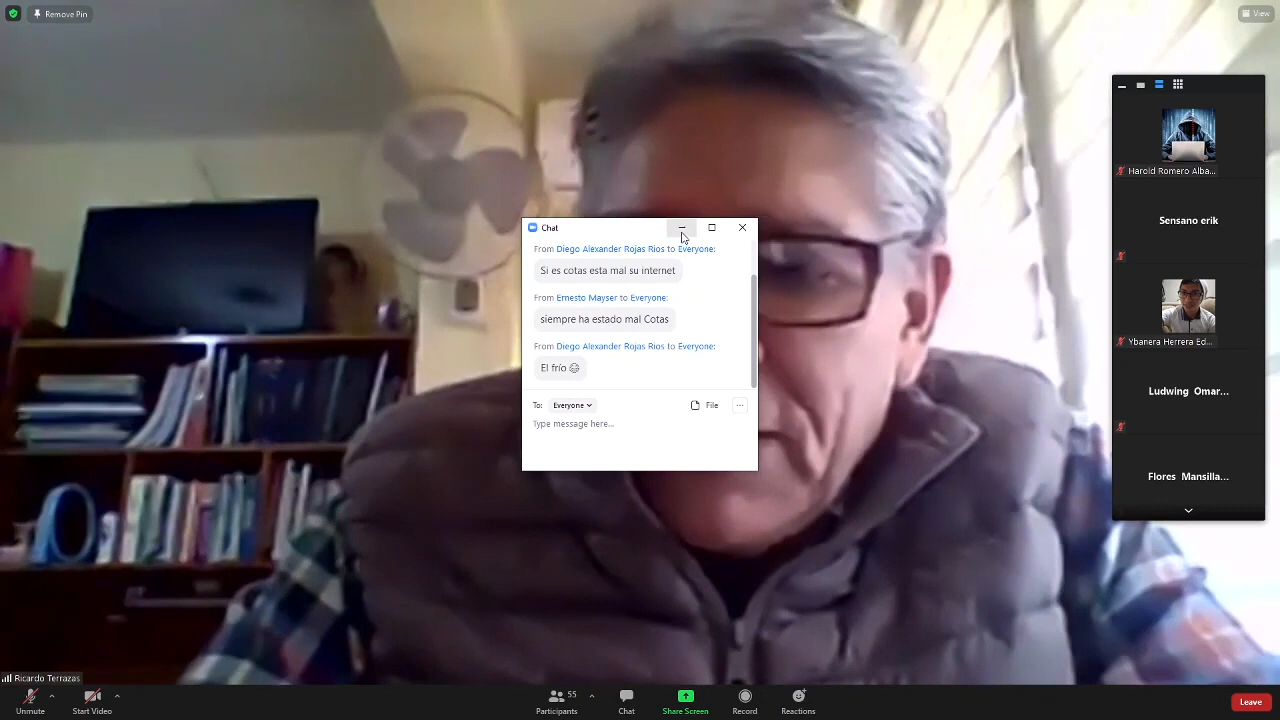 Remove Pin
View
Chat
From Diego Alexander Rojas Rios to Everyone:
Si es cotas esta mal su internet
From Ernesto Mayser to Everyone:
siempre ha estado mal Cotas
From Diego Alexander Rojas Rios to Everyone:
El frío 😅
To: Everyone
File
Type message here...
Harold Romero Alba...
Sensano erik
Ybanera Herrera Ed...
Ludwing Omar...
Flores Mansilla...
Ricardo Terrazas
Unmute
Start Video
55
Participants
Chat
Share Screen
Record
Reactions
Leave